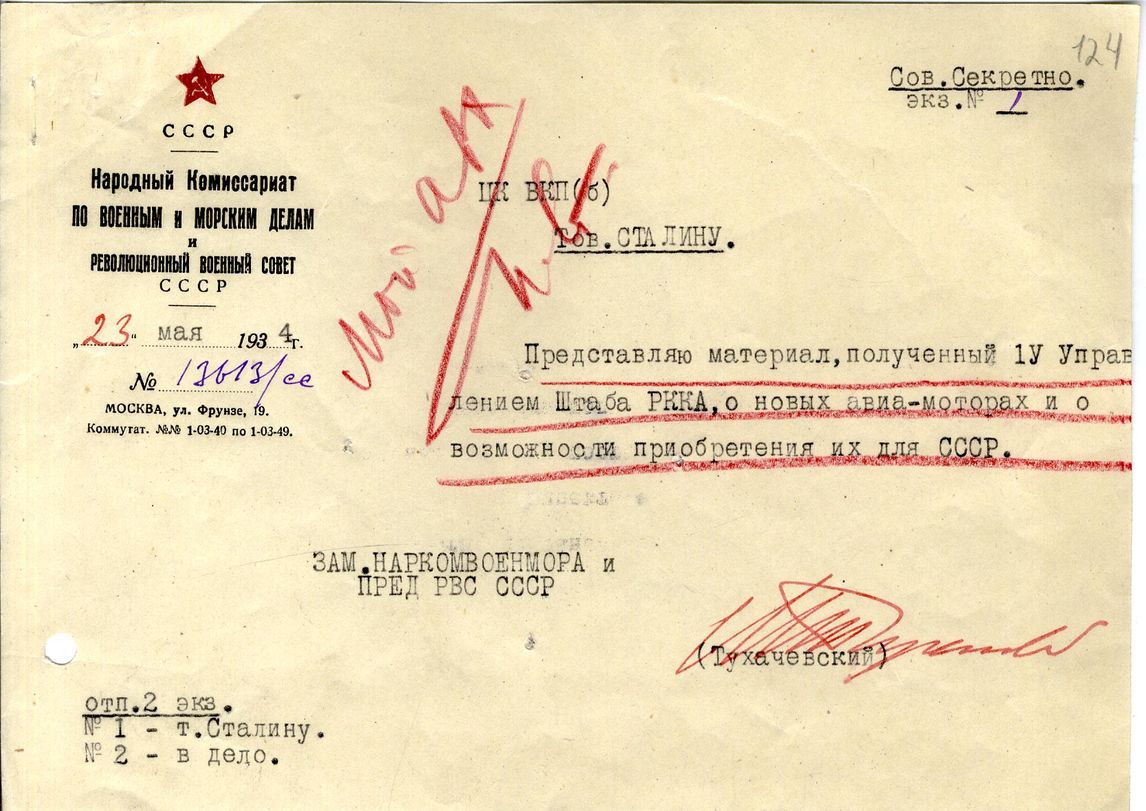 124
Сов.Секретно.
экз.№ 1
СССР
Народный Комиссариат
ПО ВОЕННЫМ и МОРСКИМ ДЕЛАМ
и
РЕВОЛЮЦИОННЫЙ ВОЕННЫЙ СОВЕТ
СССР
„23“ мая 1934г.
№ 13613/сс
МОСКВА, ул. Фрунзе, 19.
Коммутат. №№ 1-03-40 по 1-03-49.
Мой арх
ЦК ВКП(б)
Тов.СТАЛИНУ.
Представляю материал,полученный 1У Управ
лением Штаба РККА,о новых авиа-моторах и о
возможности приобретения их для СССР.
ЗАМ.НАРКОМВОЕНМОРА и
ПРЕД РВС СССР
(Тухачевский)
отп.2 экз.
№ 1 - т.Сталину.
№ 2 - в дело.